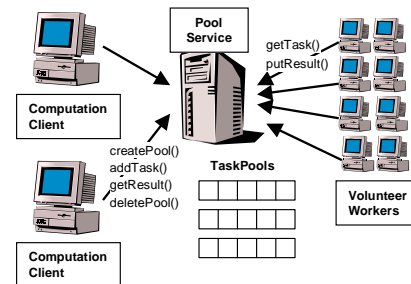 Pool
Service
getTask()
putResult()
Computation
Client
createPool()
addTask()
getResult()
deletePool()
TaskPools
Volunteer
Workers
Computation
Client